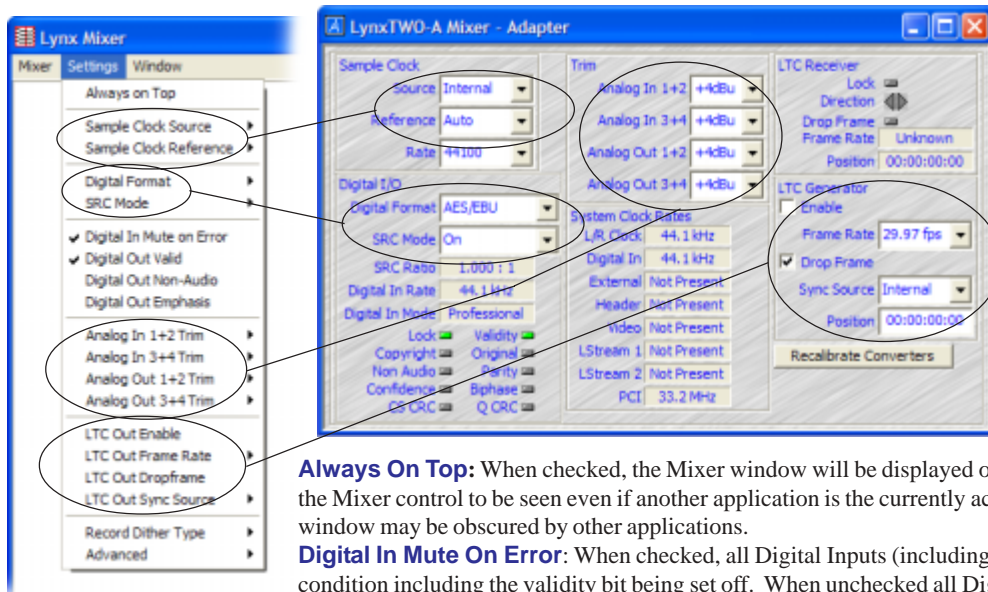 Lynx Mixer
Mixer Settings Window
Always on Top
Sample Clock Source
Sample Clock Reference
Digital Format
SRC Mode
Digital In Mute on Error
Digital Out Valid
Digital Out Non-Audio
Digital Out Emphasis
Analog In 1+2 Trim
Analog In 3+4 Trim
Analog Out 1+2 Trim
Analog Out 3+4 Trim
LTC Out Enable
LTC Out Frame Rate
LTC Out Dropframe
LTC Out Sync Source
Record Dither Type
Advanced
LynxTWO-A Mixer - Adapter
Sample Clock
Source Internal
Reference Auto
Rate 44100
Digital I/O
Digital Format AES/EBU
SRC Mode On
SRC Ratio 1.000 : 1
Digital In Rate 44.1 kHz
Digital In Mode Professional
Lock Validity
Copyright Original
Non Audio Parity
Confidence Biphase
CS CRC Q CRC
Trim
Analog In 1+2 +4dBu
Analog In 3+4 +4dBu
Analog Out 1+2 +4dBu
Analog Out 3+4 +4dBu
System Clock Rates
L/R Clock 44.1 kHz
Digital In 44.1 kHz
External Not Present
Header Not Present
Video Not Present
LStream 1 Not Present
LStream 2 Not Present
PCI 33.2 MHz
LTC Receiver
Lock
Direction
Drop Frame
Frame Rate Unknown
Position 00:00:00:00
LTC Generator
Enable
Frame Rate 29.97 fps
Drop Frame
Sync Source Internal
Position 00:00:00:00
Recalibrate Converters
Always On Top: When checked, the Mixer window will be displayed o
the Mixer control to be seen even if another application is the currently ac
window may be obscured by other applications.
Digital In Mute On Error: When checked, all Digital Inputs (including
condition including the validity bit being set off. When unchecked all Di